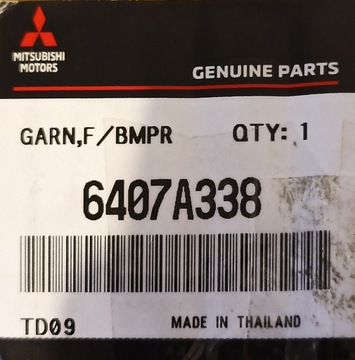 MITSUBISHI
MOTORS
GENUINE PARTS
GARN,F/BMPR QTY: 1
6407A338
TD09 MADE IN THAILAND